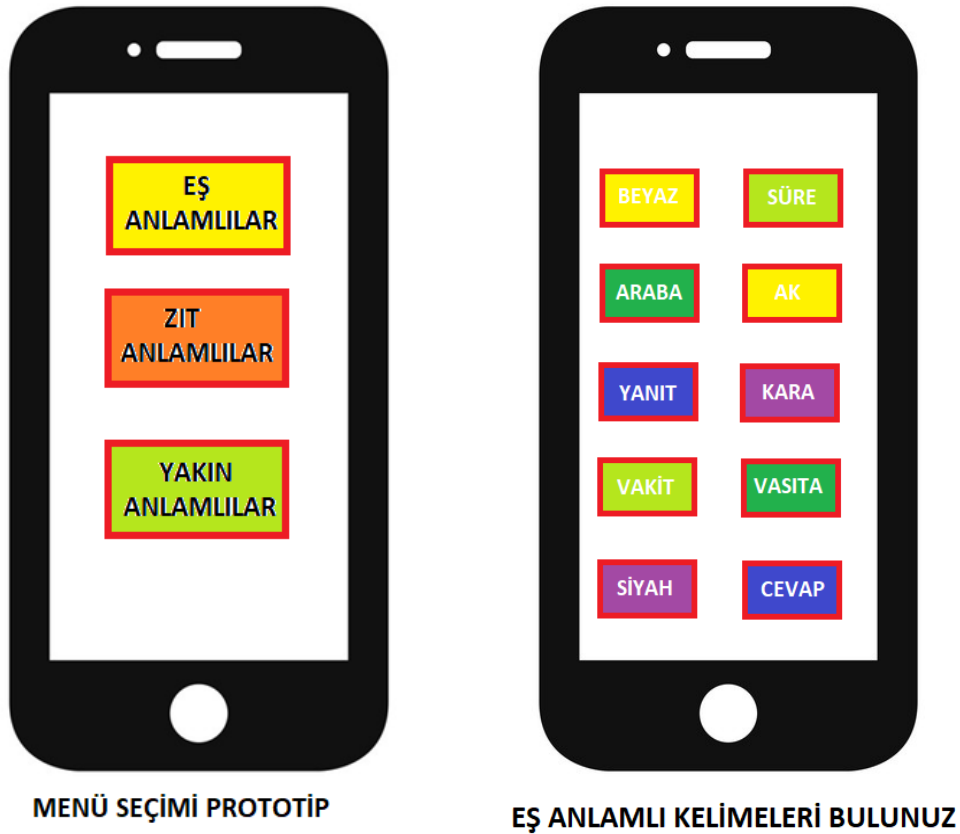 EŞ
ANLAMLILAR
ZIT
ANLAMLILAR
YAKIN
ANLAMLILAR
MENÜ SEÇİMİ PROTOTİP
BEYAZ
SÜRE
ARABA
AK
YANIT
KARA
VAKİT
VASITA
SİYAH
CEVAP
EŞ ANLAMLI KELİMELERİ BULUNUZ